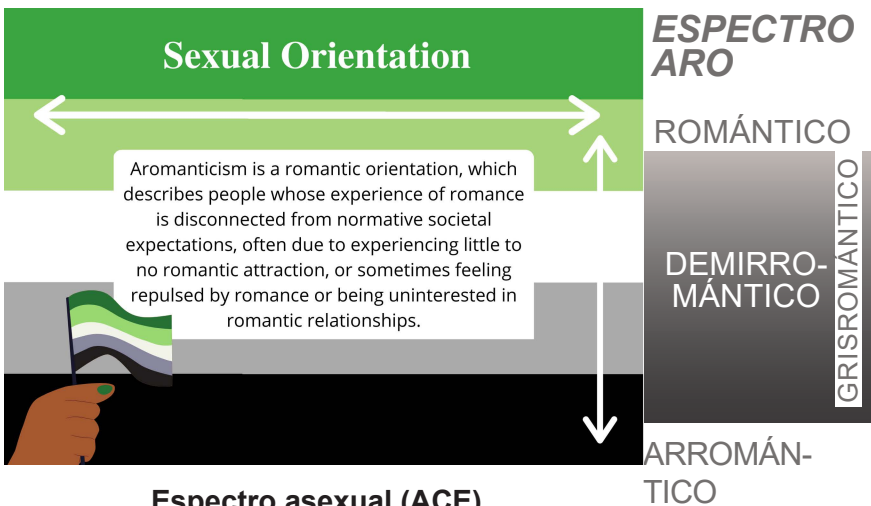 Sexual Orientation
Aromanticism is a romantic orientation, which
describes people whose experience of romance
is disconnected from normative societal
expectations, often due to experiencing little to
no romantic attraction, or sometimes feeling
repulsed by romance or being uninterested in
romantic relationships.
ESPECTRO
ARO
ROMÁNTICO
DEMIRRO-
MÁNTICO
GRISROMÁNTICO
ARROMÁN-
TICO
Espectro asexual (ACE)